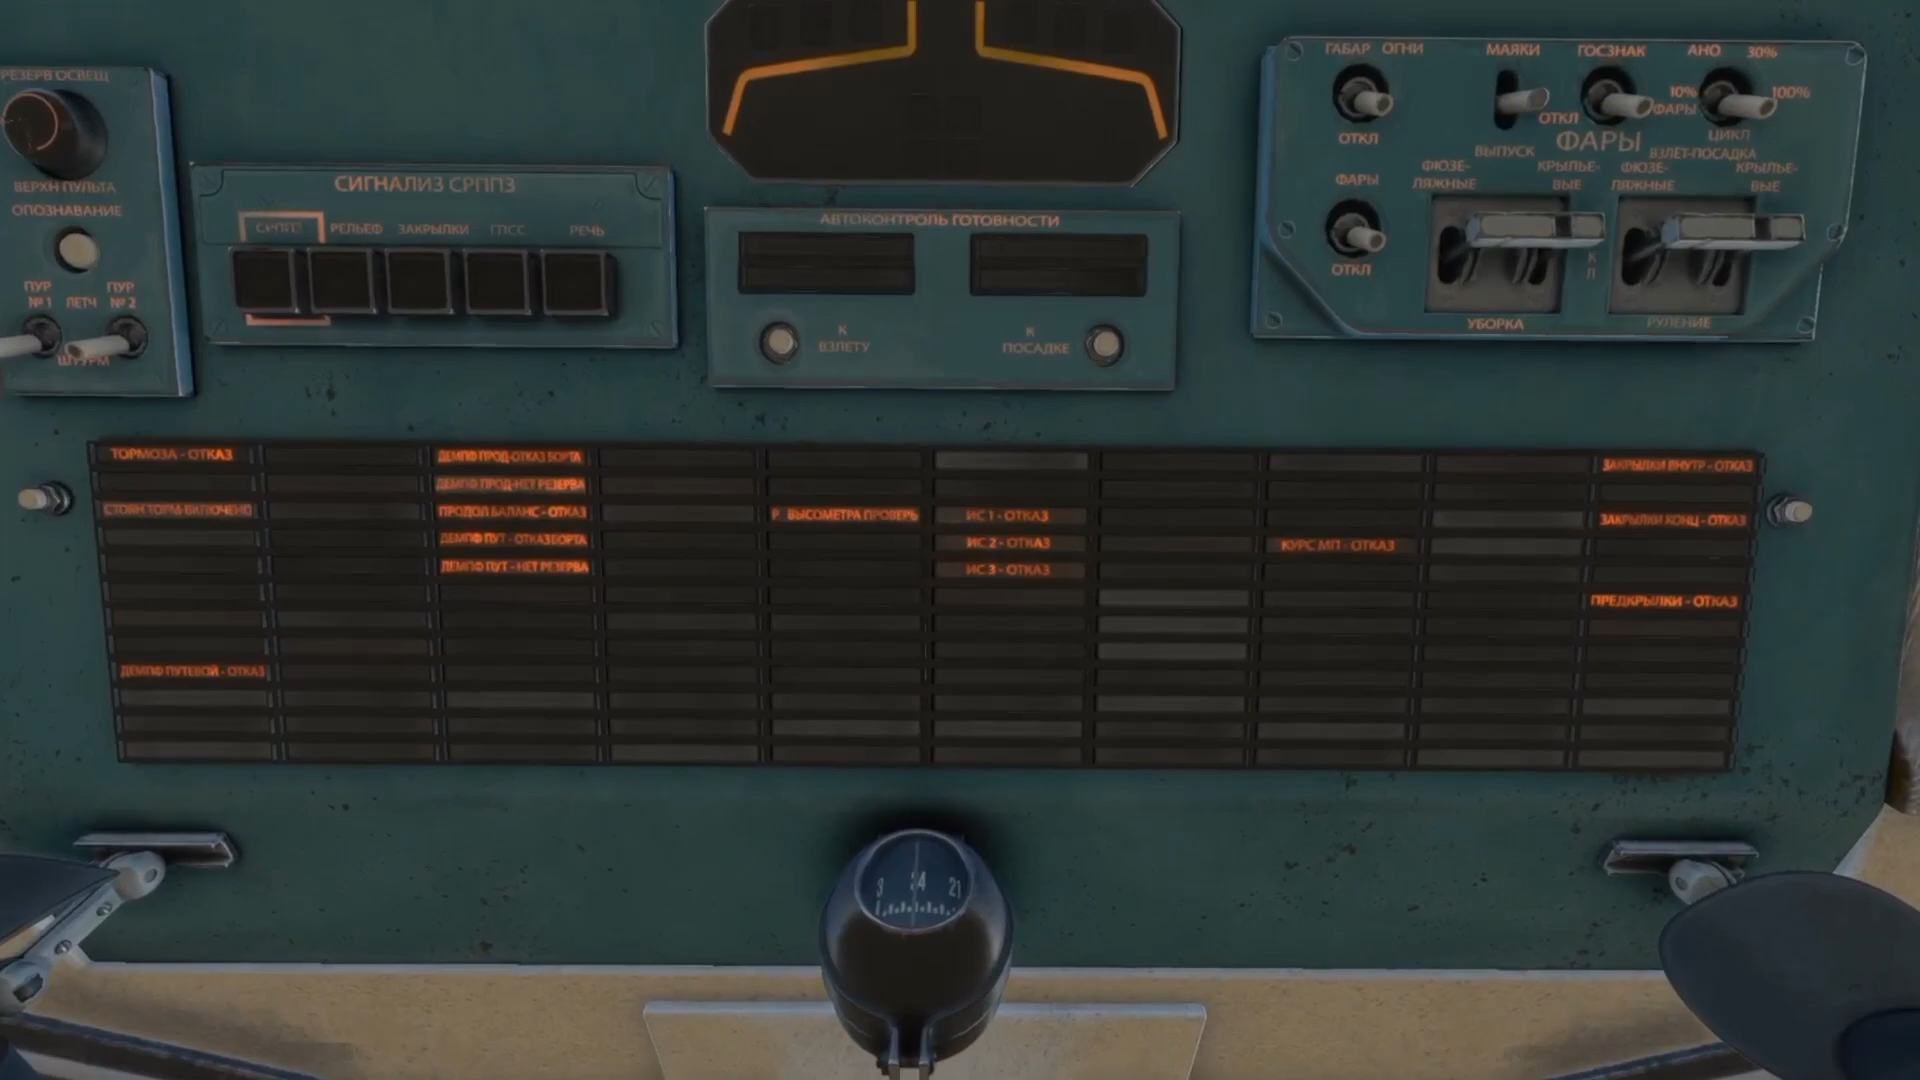 РЕЗЕРВ ОСВЕЩ
ВЕРХН ПУЛЬТА
ОПОЗНАВАНИЕ
ПУР №1
ЛЕТЧ
ПУР №2
ШТУРМ
СИГНАЛИЗ СРППЗ
СРППЗ РЕЛЬЕФ ЗАКРЫЛКИ ГЛСС РЕЧЬ
АВТОКОНТРОЛЬ ГОТОВНОСТИ
К ВЗЛЕТУ
К ПОСАДКЕ
ГАБАР ОГНИ МАЯКИ ГОСЗНАК АНО 30%
10% 100%
ОТКЛ ФАРЫ
ОТКЛ ЦИКЛ
ФАРЫ
ВЫПУСК ВЗЛЕТ-ПОСАДКА
ФАРЫ
ФЮЗЕ-ЛЯЖНЫЕ КРЫЛЬЕ-ВЫЕ ФЮЗЕ-ЛЯЖНЫЕ КРЫЛЬЕ-ВЫЕ
ОТКЛ
К
Л
УБОРКА РУЛЕНИЕ
ТОРМОЗА - ОТКАЗ
ДЕМПФ ПРОД-ОТКАЗ БОРТА
ЗАКРЫЛКИ ВНУТР - ОТКАЗ
ДЕМПФ ПРОД-НЕТ РЕЗЕРВА
СТОЯН ТОРМ-ВКЛЮЧЕНО
ПРОДОЛ БАЛАНС - ОТКАЗ
Р ВЫСОМЕТРА ПРОВЕРЬ
ИС 1 - ОТКАЗ
ЗАКРЫЛКИ КОНЦ - ОТКАЗ
ДЕМПФ ПУТ - ОТКАЗ БОРТА
ИС 2 - ОТКАЗ
КУРС МП - ОТКАЗ
ДЕМПФ ПУТ - НЕТ РЕЗЕРВА
ИС 3 - ОТКАЗ
ПРЕДКРЫЛКИ - ОТКАЗ
ДЕМПФ ПУТЕВОЙ - ОТКАЗ
3 24 21